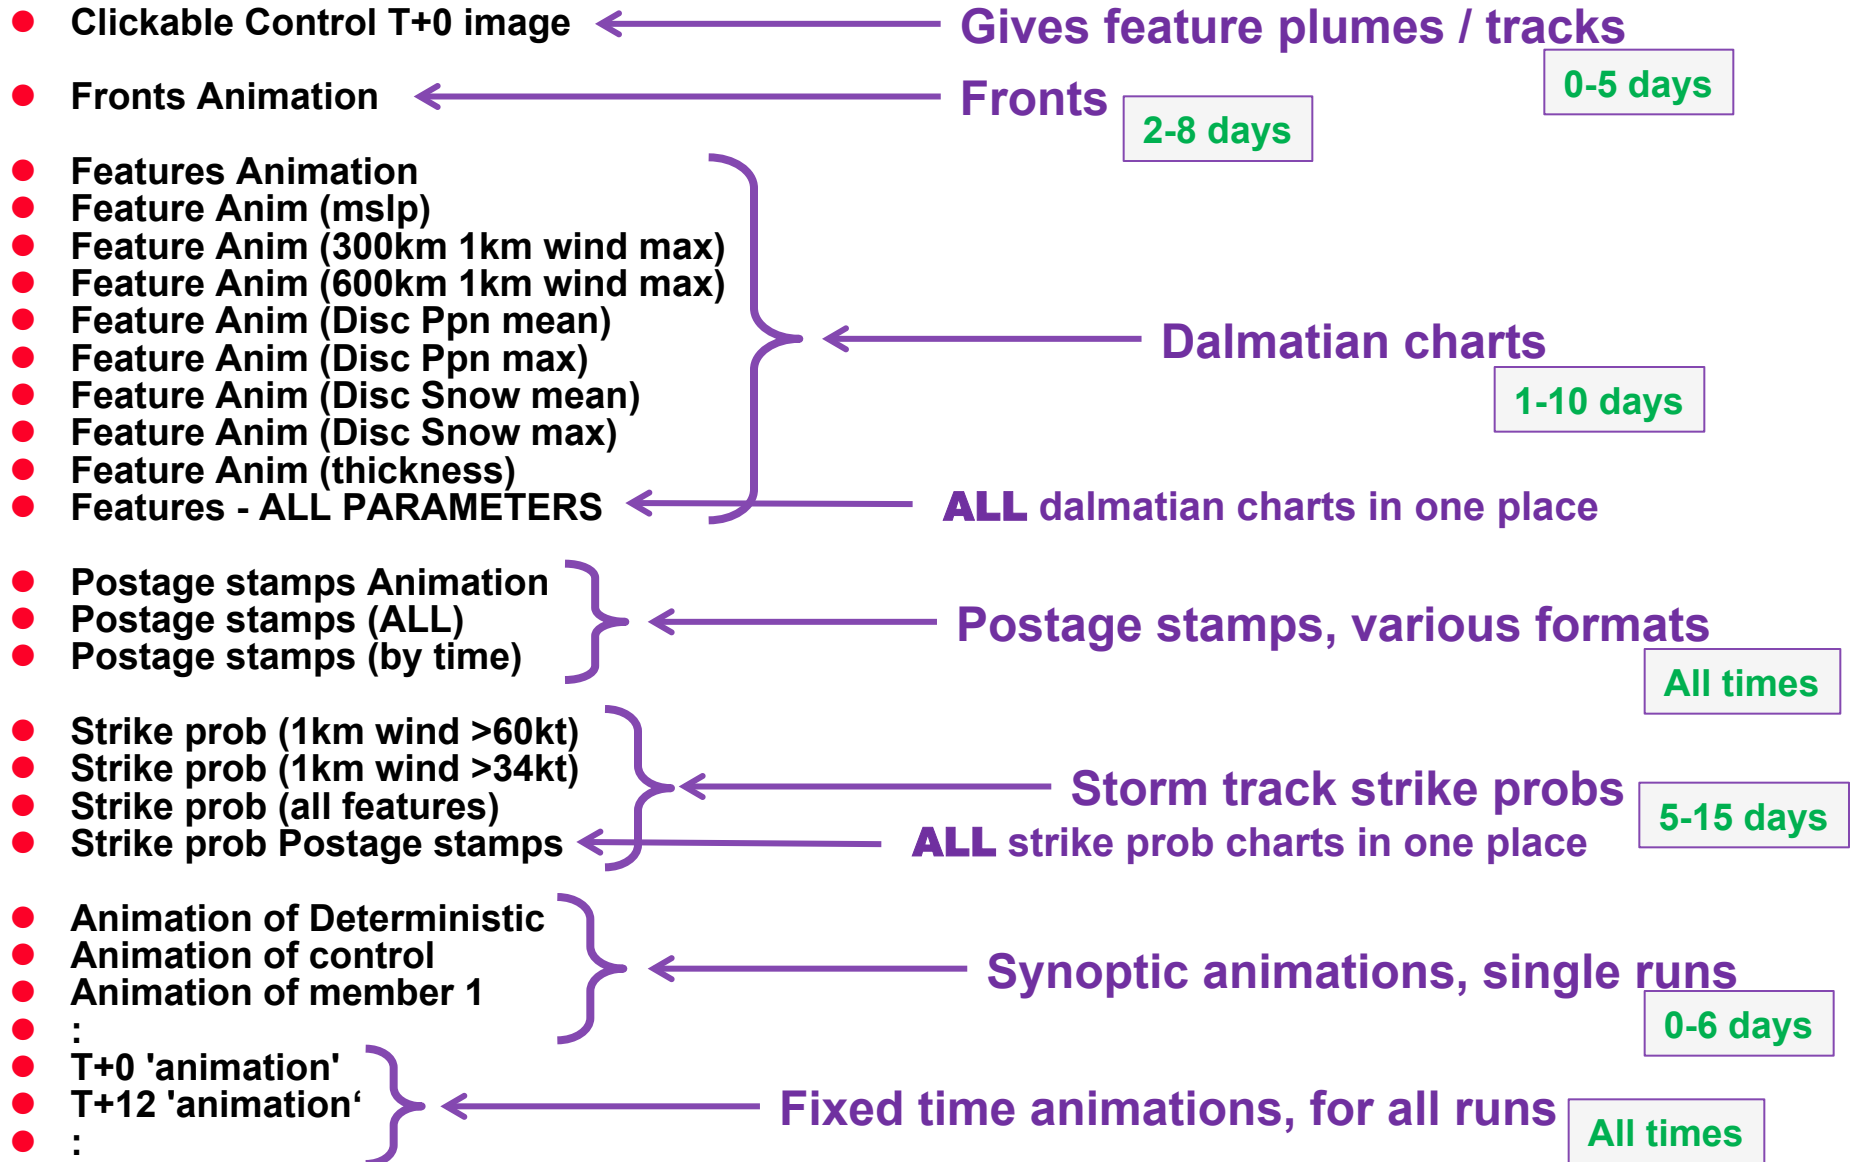 ● Clickable Control T+0 image Gives feature plumes / tracks
0-5 days
● Fronts Animation Fronts
2-8 days
● Features Animation
● Feature Anim (mslp)
● Feature Anim (300km 1km wind max)
● Feature Anim (600km 1km wind max)
● Feature Anim (Disc Ppn mean)
● Feature Anim (Disc Ppn max)
● Feature Anim (Disc Snow mean)
● Feature Anim (Disc Snow max)
● Feature Anim (thickness)
● Features - ALL PARAMETERS
Dalmatian charts
1-10 days
ALL dalmatian charts in one place
● Postage stamps Animation
● Postage stamps (ALL)
● Postage stamps (by time)
Postage stamps, various formats
All times
● Strike prob (1km wind >60kt)
● Strike prob (1km wind >34kt)
● Strike prob (all features)
● Strike prob Postage stamps
Storm track strike probs
5-15 days
ALL strike prob charts in one place
● Animation of Deterministic
● Animation of control
● Animation of member 1
● :
Synoptic animations, single runs
0-6 days
● T+0 'animation'
● T+12 'animation‘
● :
Fixed time animations, for all runs
All times